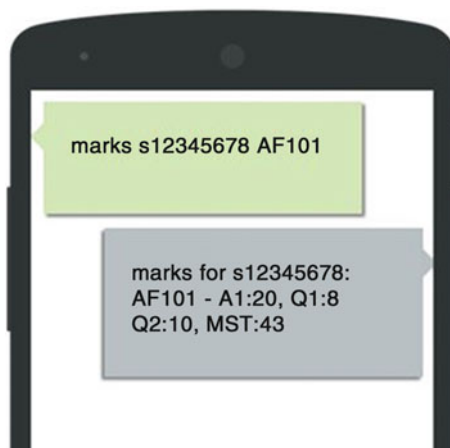 marks s12345678 AF101
marks for s12345678:
AF101 - A1:20, Q1:8
Q2:10, MST:43